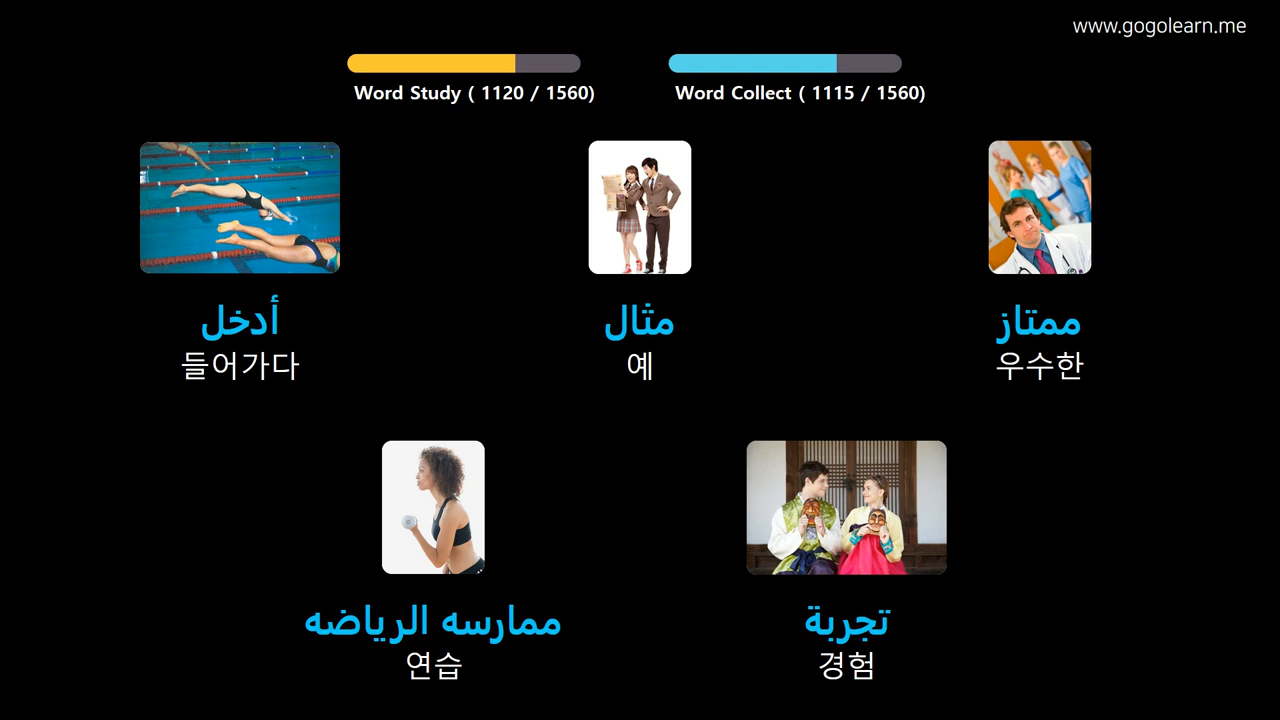 www.gogolearn.me
Word Study ( 1120 / 1560)
Word Collect ( 1115 / 1560)
أدخل
들어가다
مثال
예
ممتاز
우수한
ممارسه الرياضه
연습
تجربة
경험